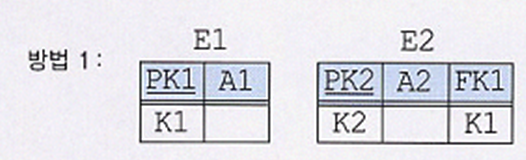 방법 1:
E1
E2
PK1 A1
PK2 A2 FK1
K1
K2 K1